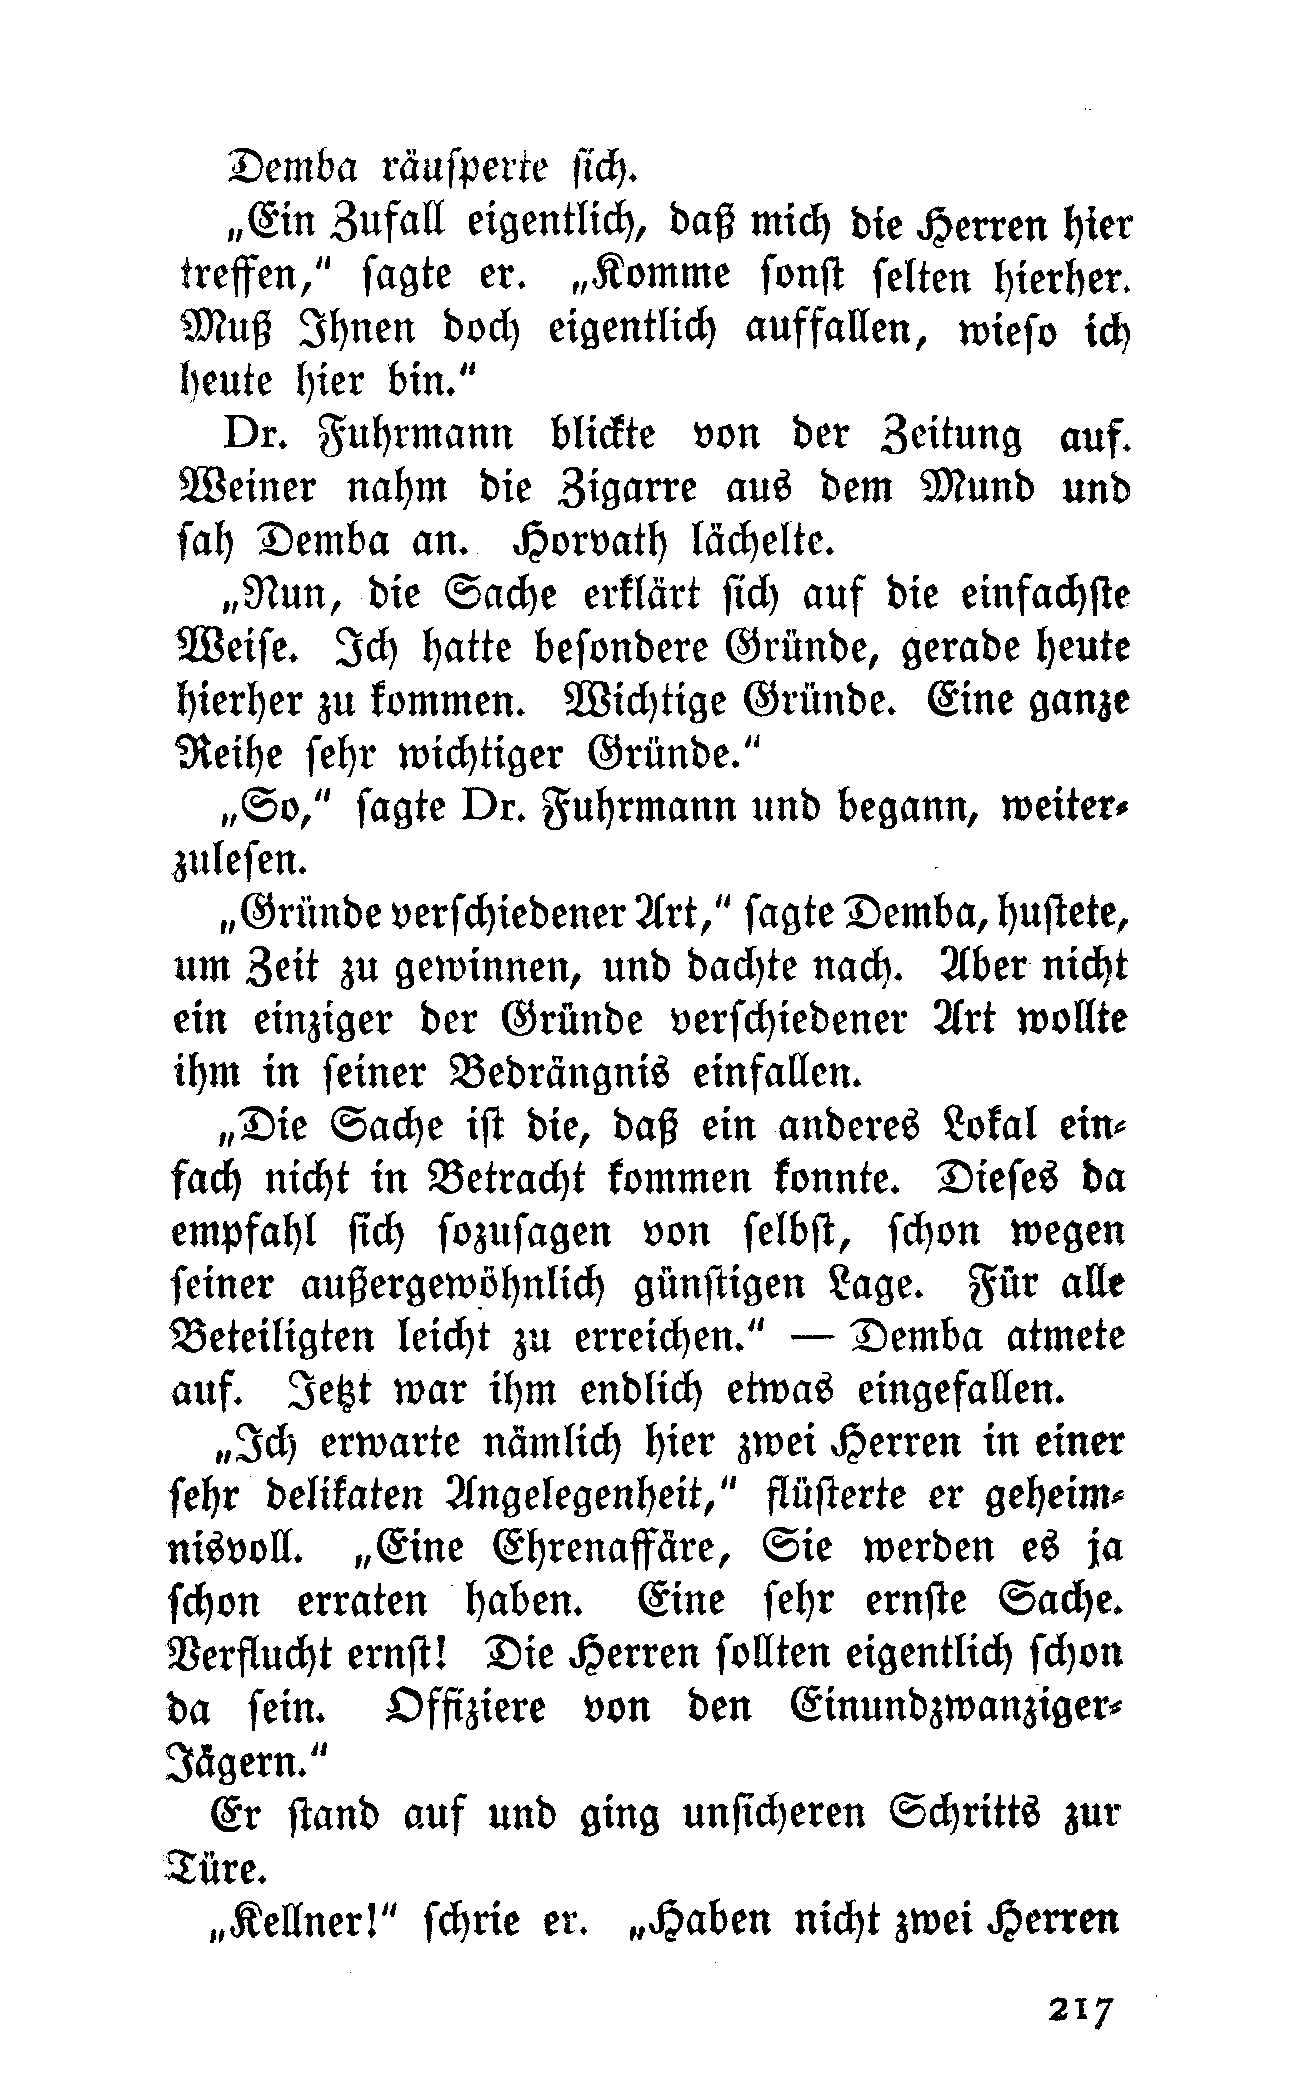 Demba räusperte sich.
„Ein Zufall eigentlich, daß mich die Herren hier
treffen,“ sagte er. „Komme sonst selten hierher.
Muß Ihnen doch eigentlich auffallen, wieso ich
heute hier bin.“
Dr. Fuhrmann blickte von der Zeitung auf.
Weiner nahm die Zigarre aus dem Mund und
sah Demba an. Horvath lächelte.
„Nun, die Sache erklärt sich auf die einfachste
Weise. Ich hatte besondere Gründe, gerade heute
hierher zu kommen. Wichtige Gründe. Eine ganze
Reihe sehr wichtiger Gründe.“
„So,“ sagte Dr. Fuhrmann und begann, weiter-
zulesen.
„Gründe verschiedener Art,“ sagte Demba, hustete,
um Zeit zu gewinnen, und dachte nach. Aber nicht
ein einziger der Gründe verschiedener Art wollte
ihm in seiner Bedrängnis einfallen.
„Die Sache ist die, daß ein anderes Lokal ein-
fach nicht in Betracht kommen konnte. Dieses da
empfahl sich sozusagen von selbst, schon wegen
seiner außergewöhnlich günstigen Lage. Für alle
Beteiligten leicht zu erreichen.“ — Demba atmete
auf. Jetzt war ihm endlich etwas eingefallen.
„Ich erwarte nämlich hier zwei Herren in einer
sehr delikaten Angelegenheit,“ flüsterte er geheim-
nisvoll. „Eine Ehrenaffäre, Sie werden es ja
schon erraten haben. Eine sehr ernste Sache.
Verflucht ernst! Die Herren sollten eigentlich schon
da sein. Offiziere von den Einundzwanziger-
Jägern.“
Er stand auf und ging unsicheren Schritts zur
Türe.
„Kellner!“ schrie er. „Haben nicht zwei Herren
217